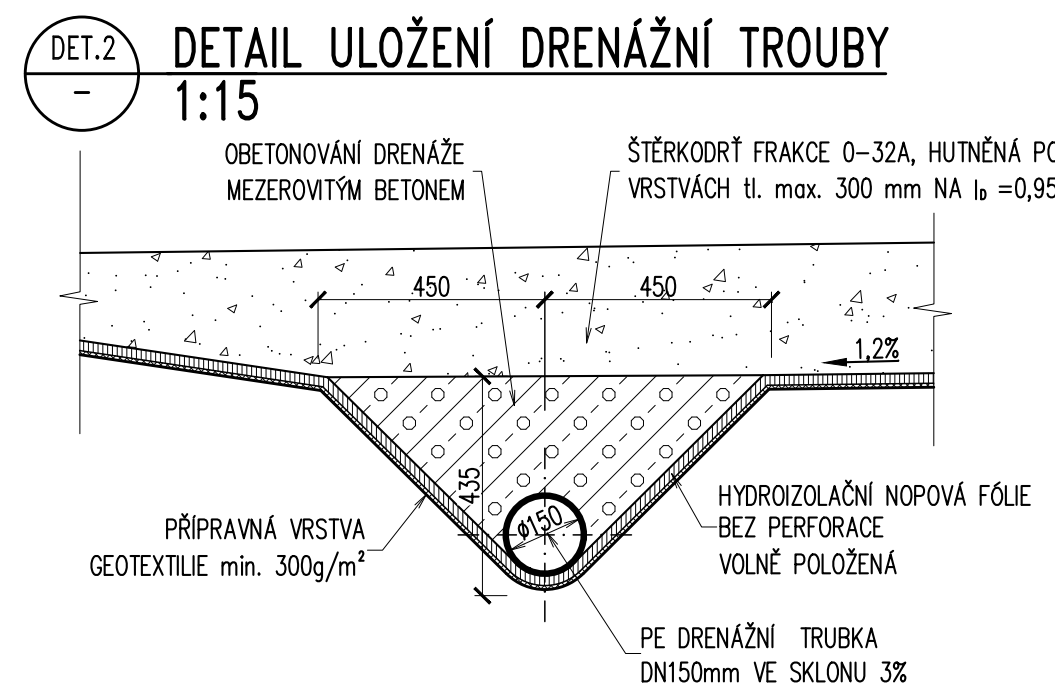 DET.2
–
DETAIL ULOŽENÍ DRENÁŽNÍ TROUBY
1:15
OBETONOVÁNÍ DRENÁŽE
MEZEROVITÝM BETONEM
ŠTĚRKODRŤ FRAKCE 0–32A, HUTNĚNÁ PO
VRSTVÁCH tl. max. 300 mm NA I_D =0,95
450
450
1,2%
435
ø150
PŘÍPRAVNÁ VRSTVA
GEOTEXTILIE min. 300g/m²
HYDROIZOLAČNÍ NOPOVÁ FÓLIE
BEZ PERFORACE
VOLNĚ POLOŽENÁ
PE DRENÁŽNÍ TRUBKA
DN150mm VE SKLONU 3%